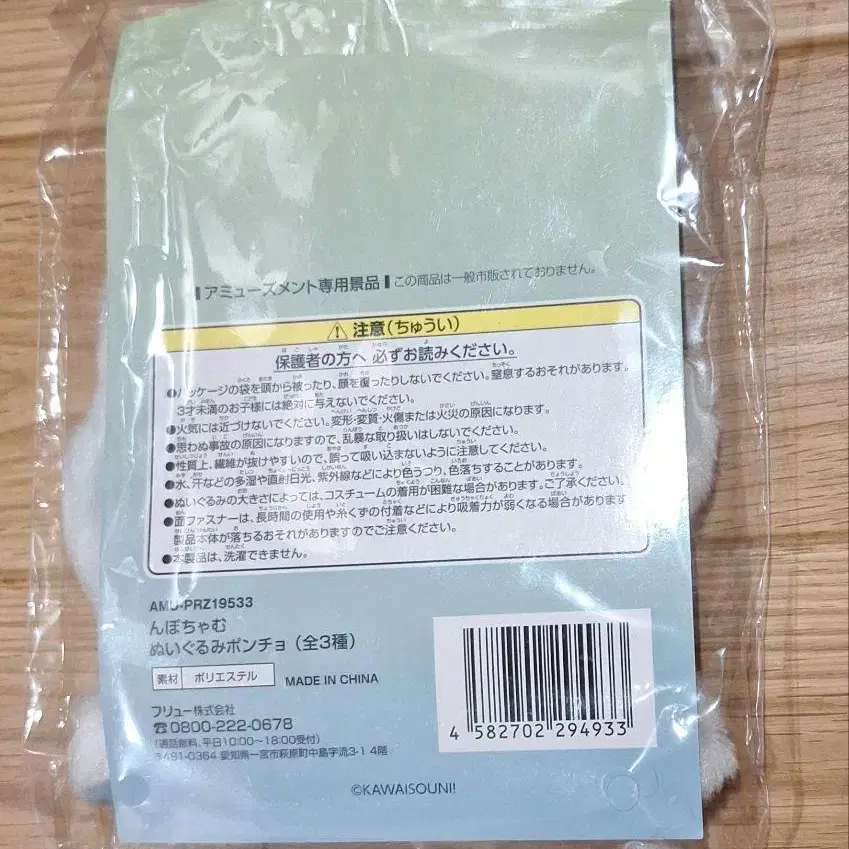 アミューズメント専用景品 この商品は一般市販されておりません。
⚠ 注意(ちゅうい)
保護者の方へ 必ずお読みください。
●パッケージの袋を頭から被ったり、顔を覆ったりしないでください。窒息するおそれがあります。
3才未満のお子様には絶対に与えないでください。
●火気には近づけないでください。変形・変質・火傷または火災の原因になります。
●思わぬ事故の原因になりますので、乱暴な取り扱いはしないでください。
●性質上、繊維が抜けやすいので、誤って吸い込まないように注意してください。
●水、汗などの多湿や直射日光、紫外線などにより色うつり、色落ちすることがあります。
●ぬいぐるみの大きさによっては、コスチュームの着用が困難な場合があります。ご了承ください。
●面ファスナーは、長時間の使用や糸くずの付着などにより吸着力が弱くなる場合があります
製品本体が落ちるおそれがありますのでご注意ください。
●本製品は、洗濯できません。
AMU-PRZ19533
んぽちゃむ
ぬいぐるみポンチョ(全3種)
素材 ポリエステル MADE IN CHINA
フリュー株式会社
☎0800-222-0678
(通話無料、平日10:00~18:00受付)
〒491-0364 愛知県一宮市萩原町中島字流3-1 4階
4 582702 294933
©KAWAISOUNI!